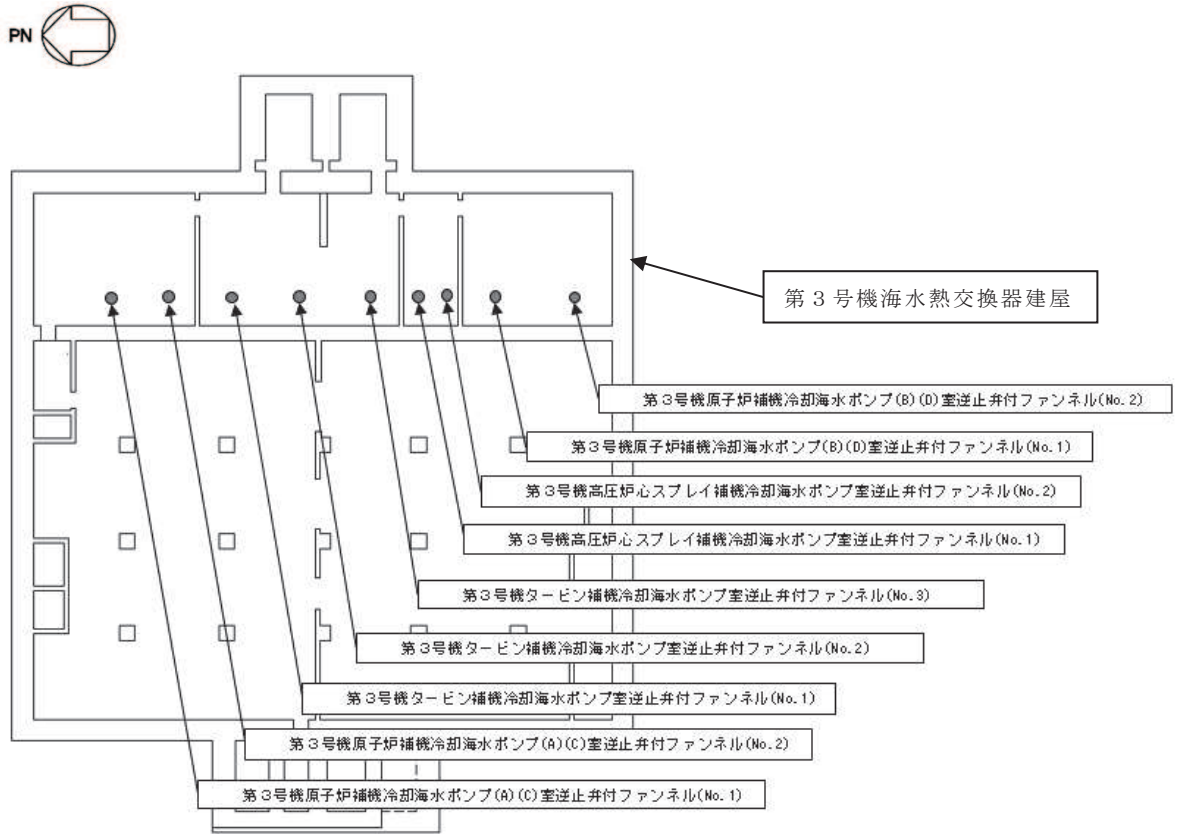 PN
第3号機海水熱交換器建屋
第3号機原子炉補機冷却海水ポンプ(B)(D)室逆止弁付ファンネル(No.2)
第3号機原子炉補機冷却海水ポンプ(B)(D)室逆止弁付ファンネル(No.1)
第3号機高圧炉心スプレイ補機冷却海水ポンプ室逆止弁付ファンネル(No.2)
第3号機高圧炉心スプレイ補機冷却海水ポンプ室逆止弁付ファンネル(No.1)
第3号機タービン補機冷却海水ポンプ室逆止弁付ファンネル(No.3)
第3号機タービン補機冷却海水ポンプ室逆止弁付ファンネル(No.2)
第3号機タービン補機冷却海水ポンプ室逆止弁付ファンネル(No.1)
第3号機原子炉補機冷却海水ポンプ(A)(C)室逆止弁付ファンネル(No.2)
第3号機原子炉補機冷却海水ポンプ(A)(C)室逆止弁付ファンネル(No.1)